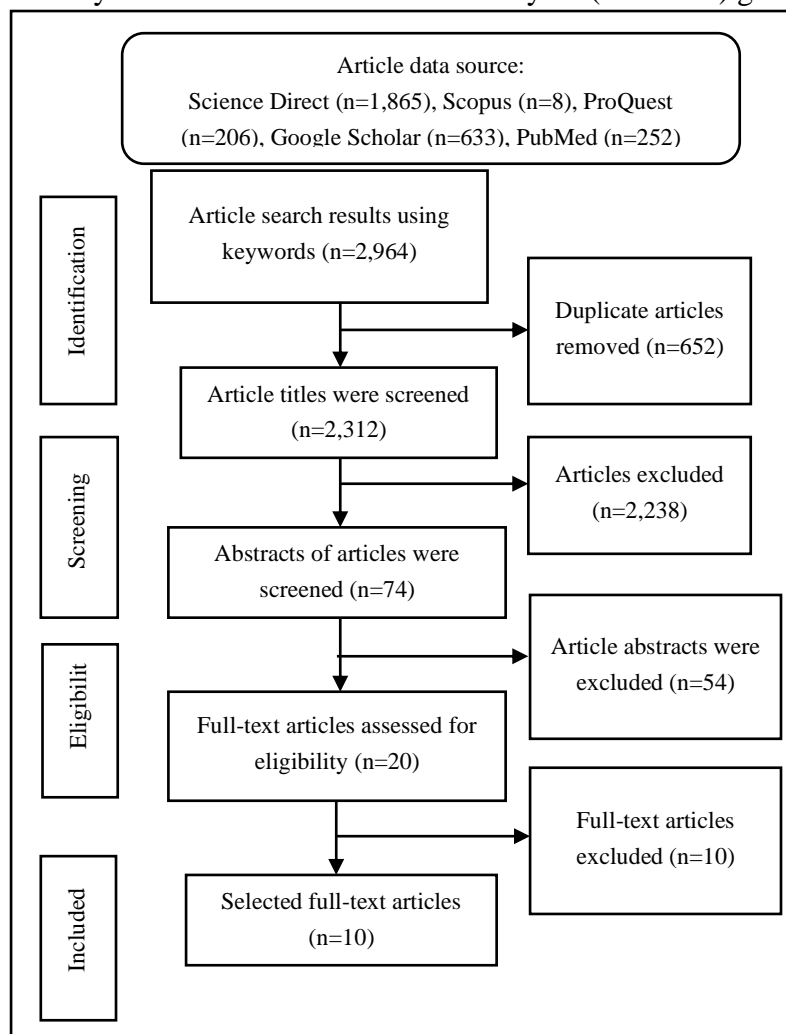 Article data source:
Science Direct (n=1,865), Scopus (n=8), ProQuest
(n=206), Google Scholar (n=633), PubMed (n=252)
Identification
Article search results using
keywords (n=2,964)
Duplicate articles
removed (n=652)
Article titles were screened
(n=2,312)
Screening
Articles excluded
(n=2,238)
Abstracts of articles were
screened (n=74)
Eligibilit
Article abstracts were
excluded (n=54)
Full-text articles assessed for
eligibility (n=20)
Full-text articles
excluded (n=10)
Included
Selected full-text articles
(n=10)